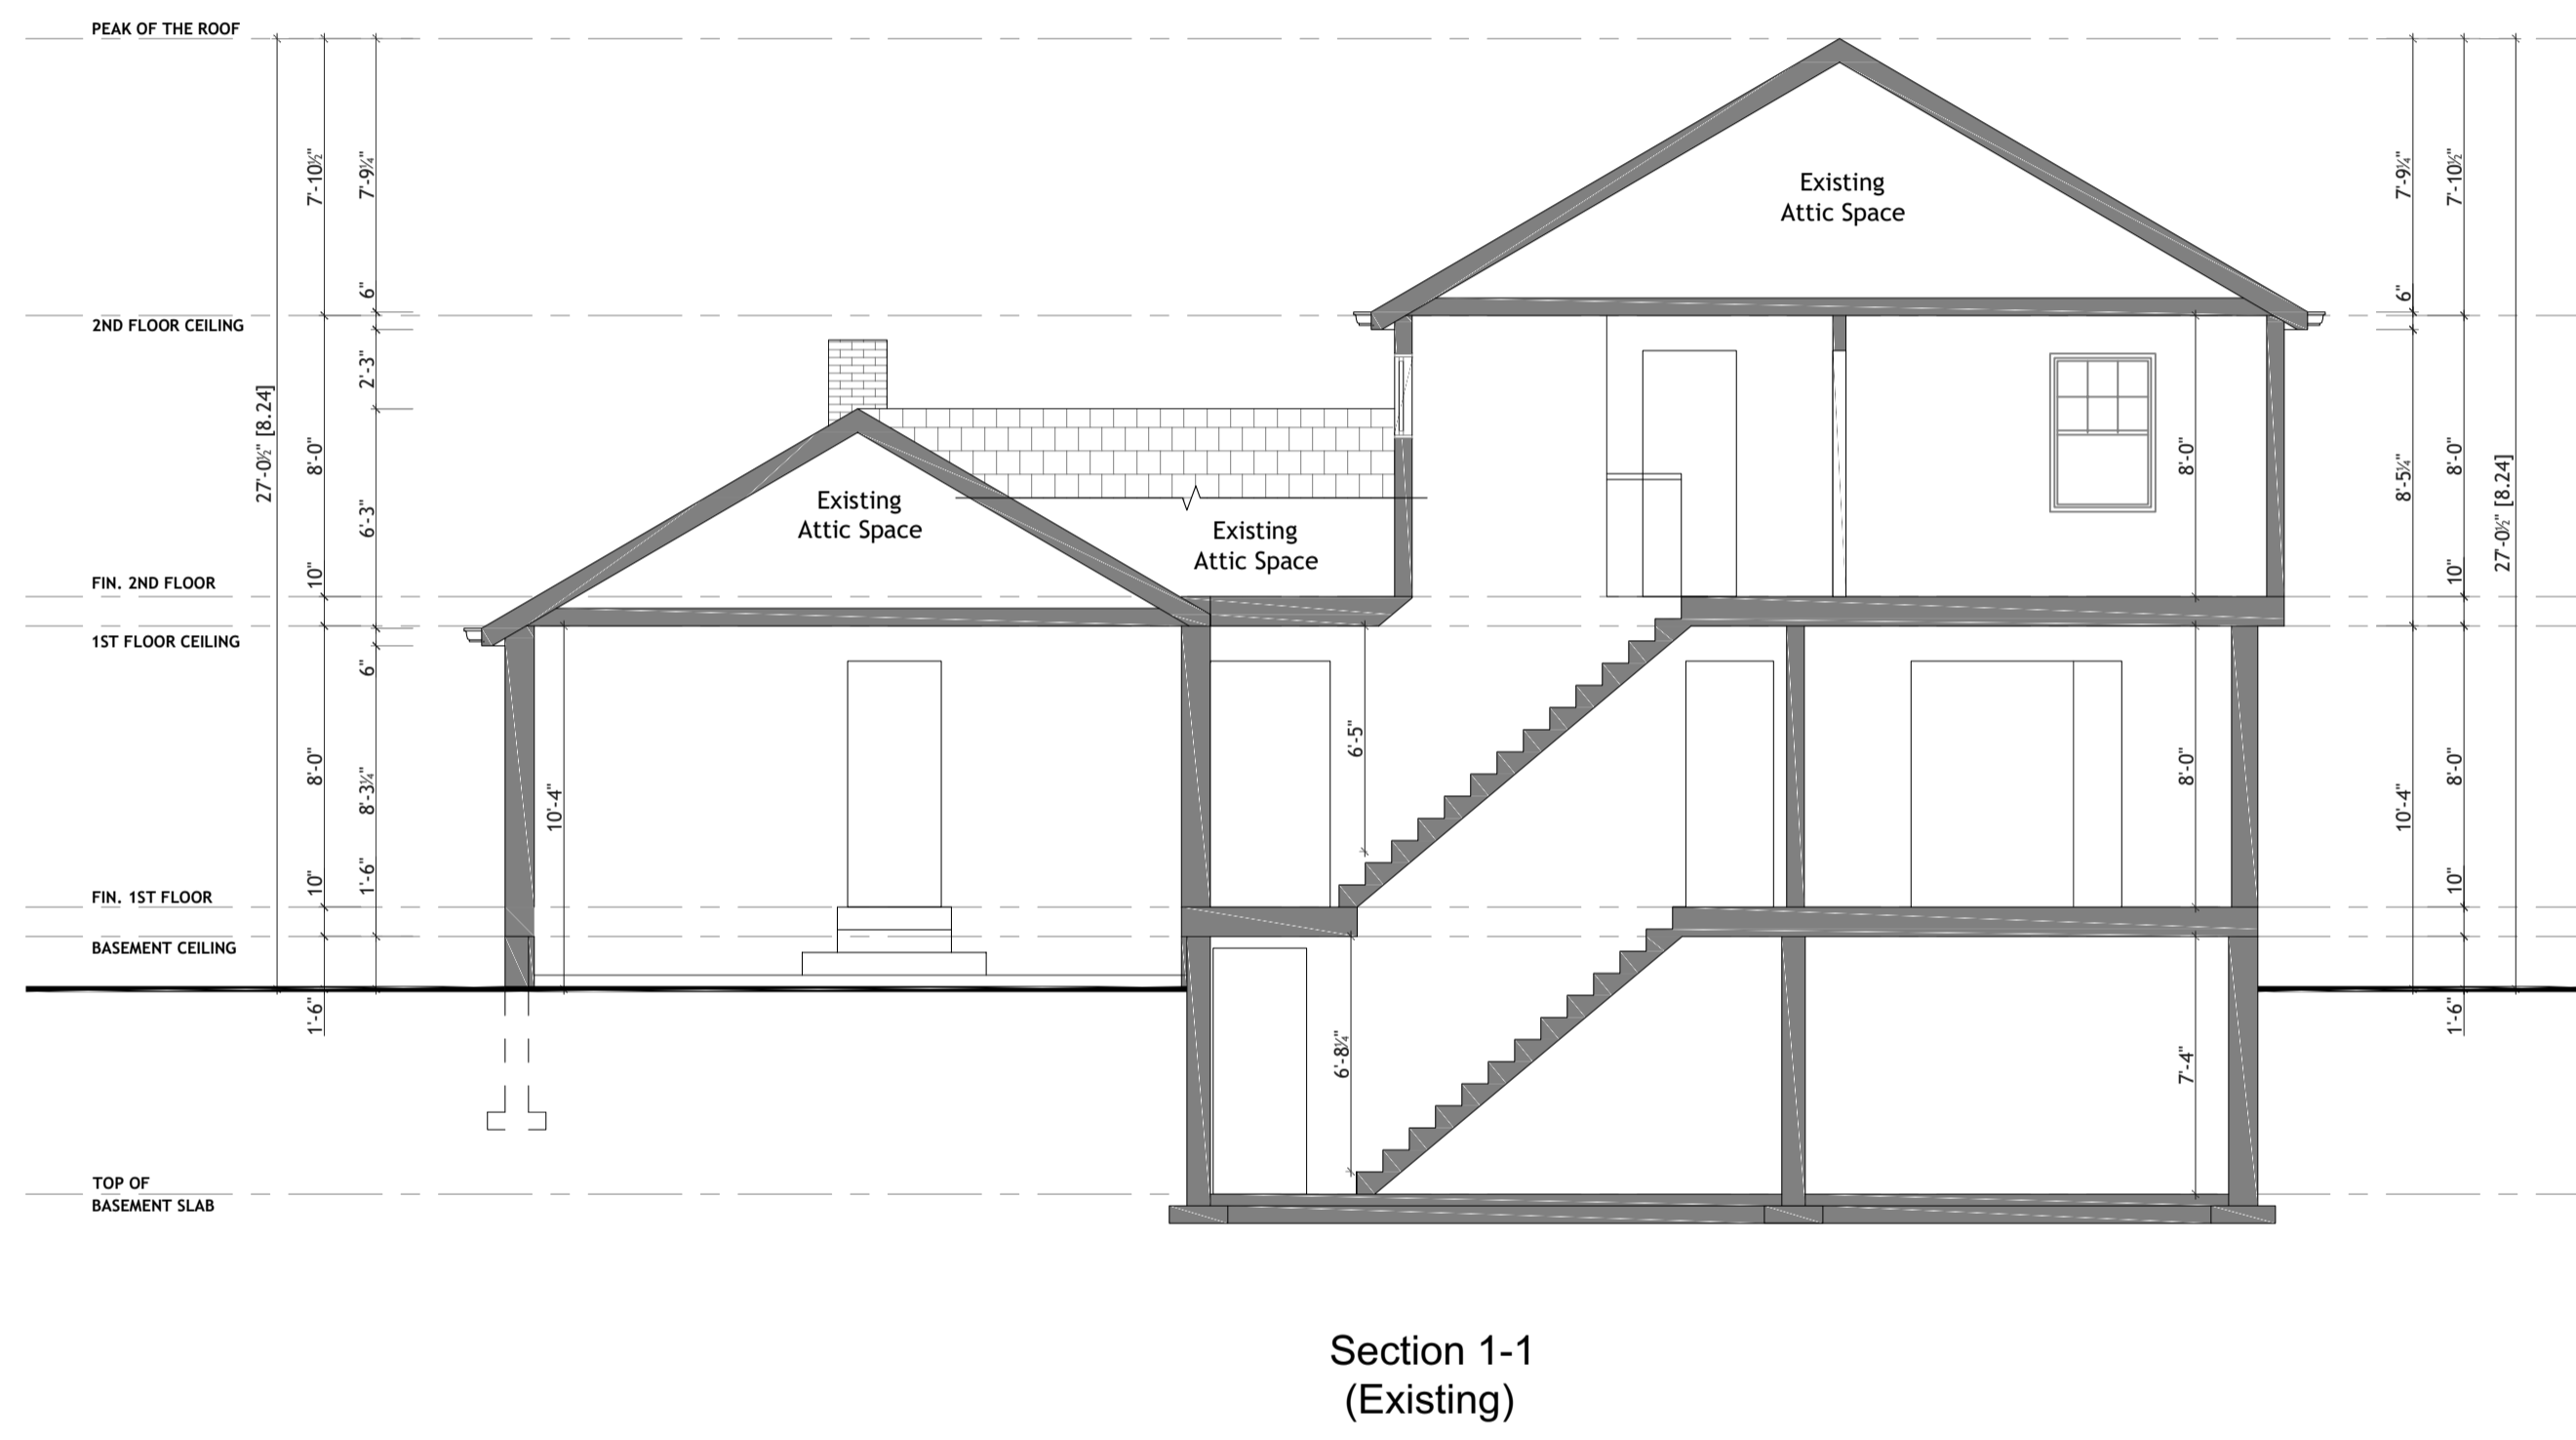 PEAK OF THE ROOF
7'-10½"
7'-9¼"
7'-9¼"
7'-10½"
Existing
Attic Space
6"
6"
2ND FLOOR CEILING
2'-3"
27'-0½" [8.24]
8'-0"
6'-3"
8'-0"
8'-5¼"
8'-0"
27'-0½" [8.24]
Existing
Attic Space
Existing
Attic Space
10"
10"
FIN. 2ND FLOOR
1ST FLOOR CEILING
6"
8'-0"
8'-3¼"
10'-4"
6'-5"
8'-0"
10'-4"
8'-0"
10"
1'-6"
10"
FIN. 1ST FLOOR
BASEMENT CEILING
1'-6"
6'-8¼"
7'-4"
1'-6"
TOP OF
BASEMENT SLAB
Section 1-1
(Existing)